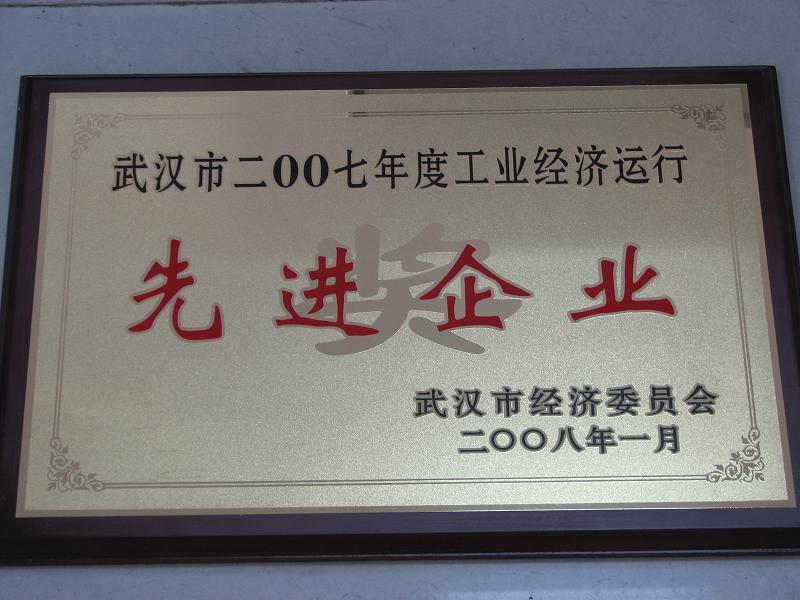 武汉市二00七年度工业经济运行
奖
先进企业
武汉市经济委员会
二〇〇八年一月